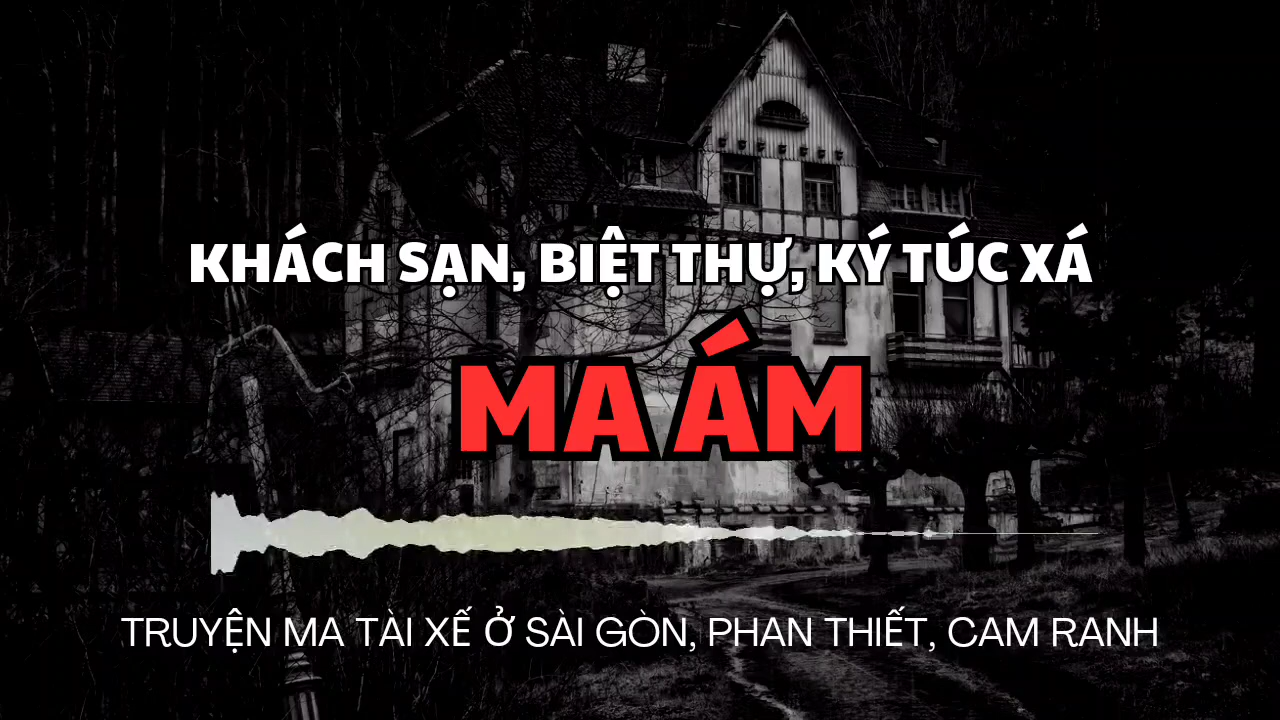 KHÁCH SẠN, BIỆT THỰ, KÝ TÚC XÁ
MA ÁM
TRUYỆN MA TÀI XẾ Ở SÀI GÒN, PHAN THIẾT, CAM RANH